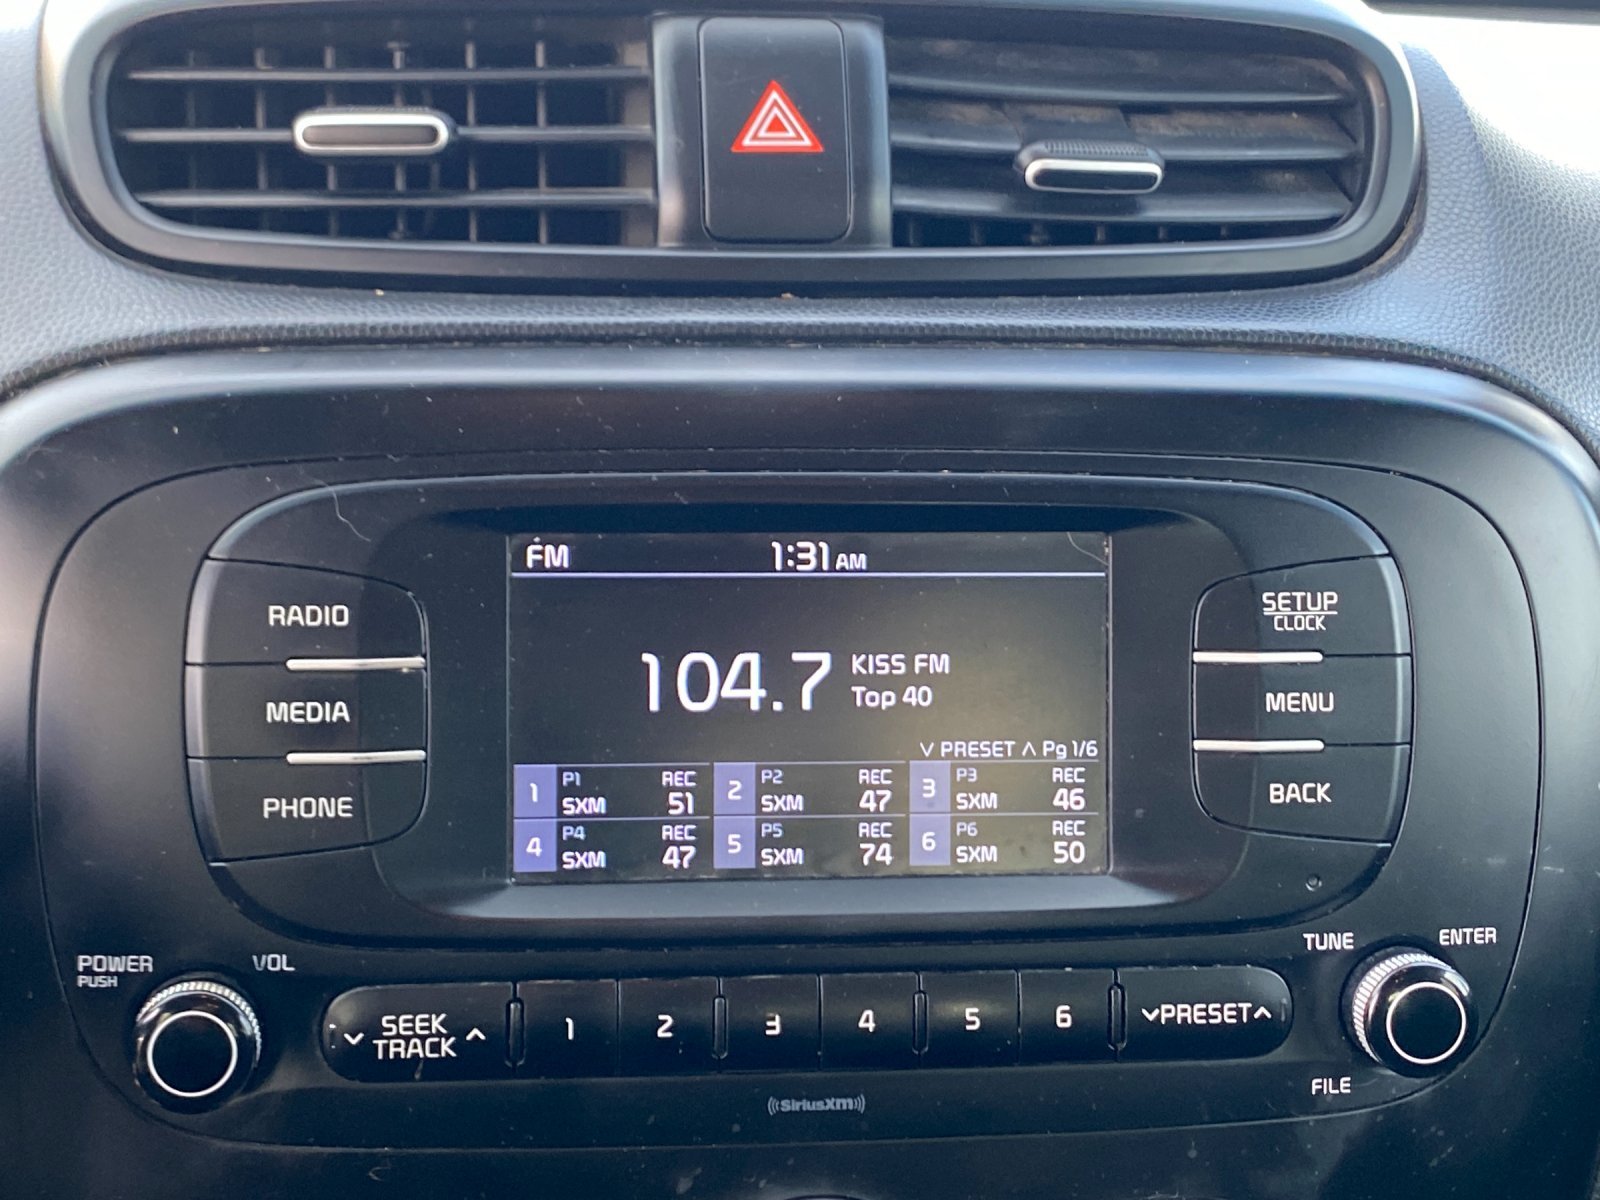 FM 1:31 AM
104.7 KISS FM
Top 40
∨ PRESET ∧ Pg 1/6
1 P1 REC 2 P2 REC 3 P3 REC
SXM 51 SXM 47 SXM 46
4 P4 REC 5 P5 REC 6 P6 REC
SXM 47 SXM 74 SXM 50
RADIO
MEDIA
PHONE
SETUP
CLOCK
MENU
BACK
POWER
PUSH
VOL
∨ SEEK ∧
TRACK
1 2 3 4 5 6
∨PRESET∧
TUNE
ENTER
FILE
((SiriusXM))